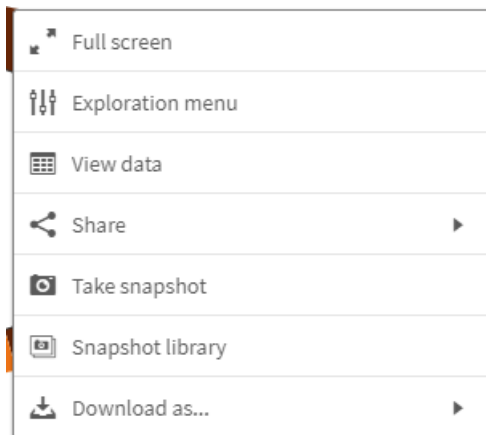 Full screen
Exploration menu
View data
Share
Take snapshot
Snapshot library
Download as...